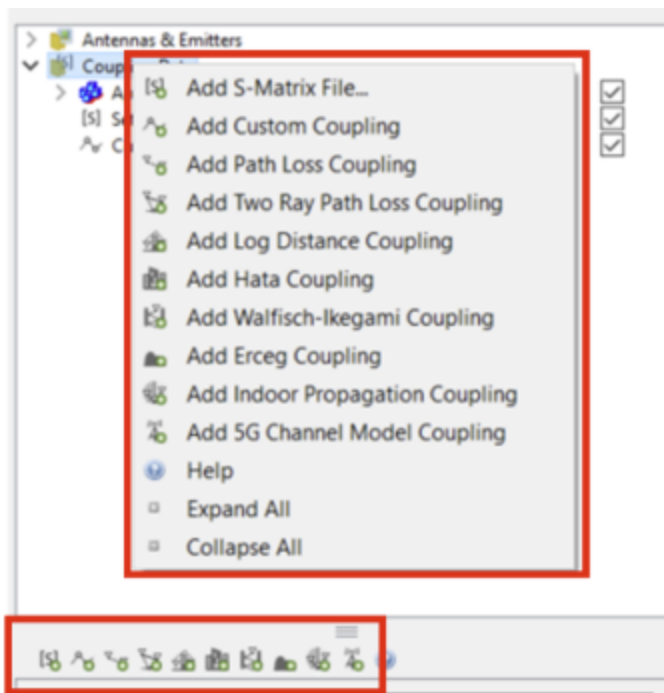 Antennas & Emitters
Add S-Matrix File...
Add Custom Coupling
Add Path Loss Coupling
Add Two Ray Path Loss Coupling
Add Log Distance Coupling
Add Hata Coupling
Add Walfisch-Ikegami Coupling
Add Erceg Coupling
Add Indoor Propagation Coupling
Add 5G Channel Model Coupling
Help
Expand All
Collapse All